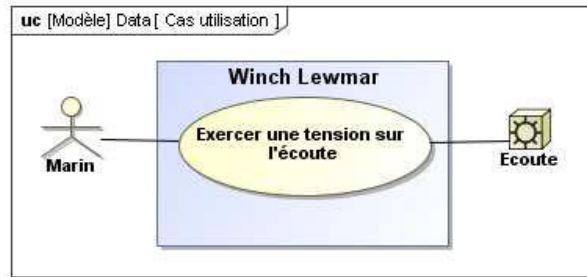 uc [Modèle] Data [ Cas utilisation ]
Winch Lewmar
Exercer une tension sur
l'écoute
Marin
Ecoute